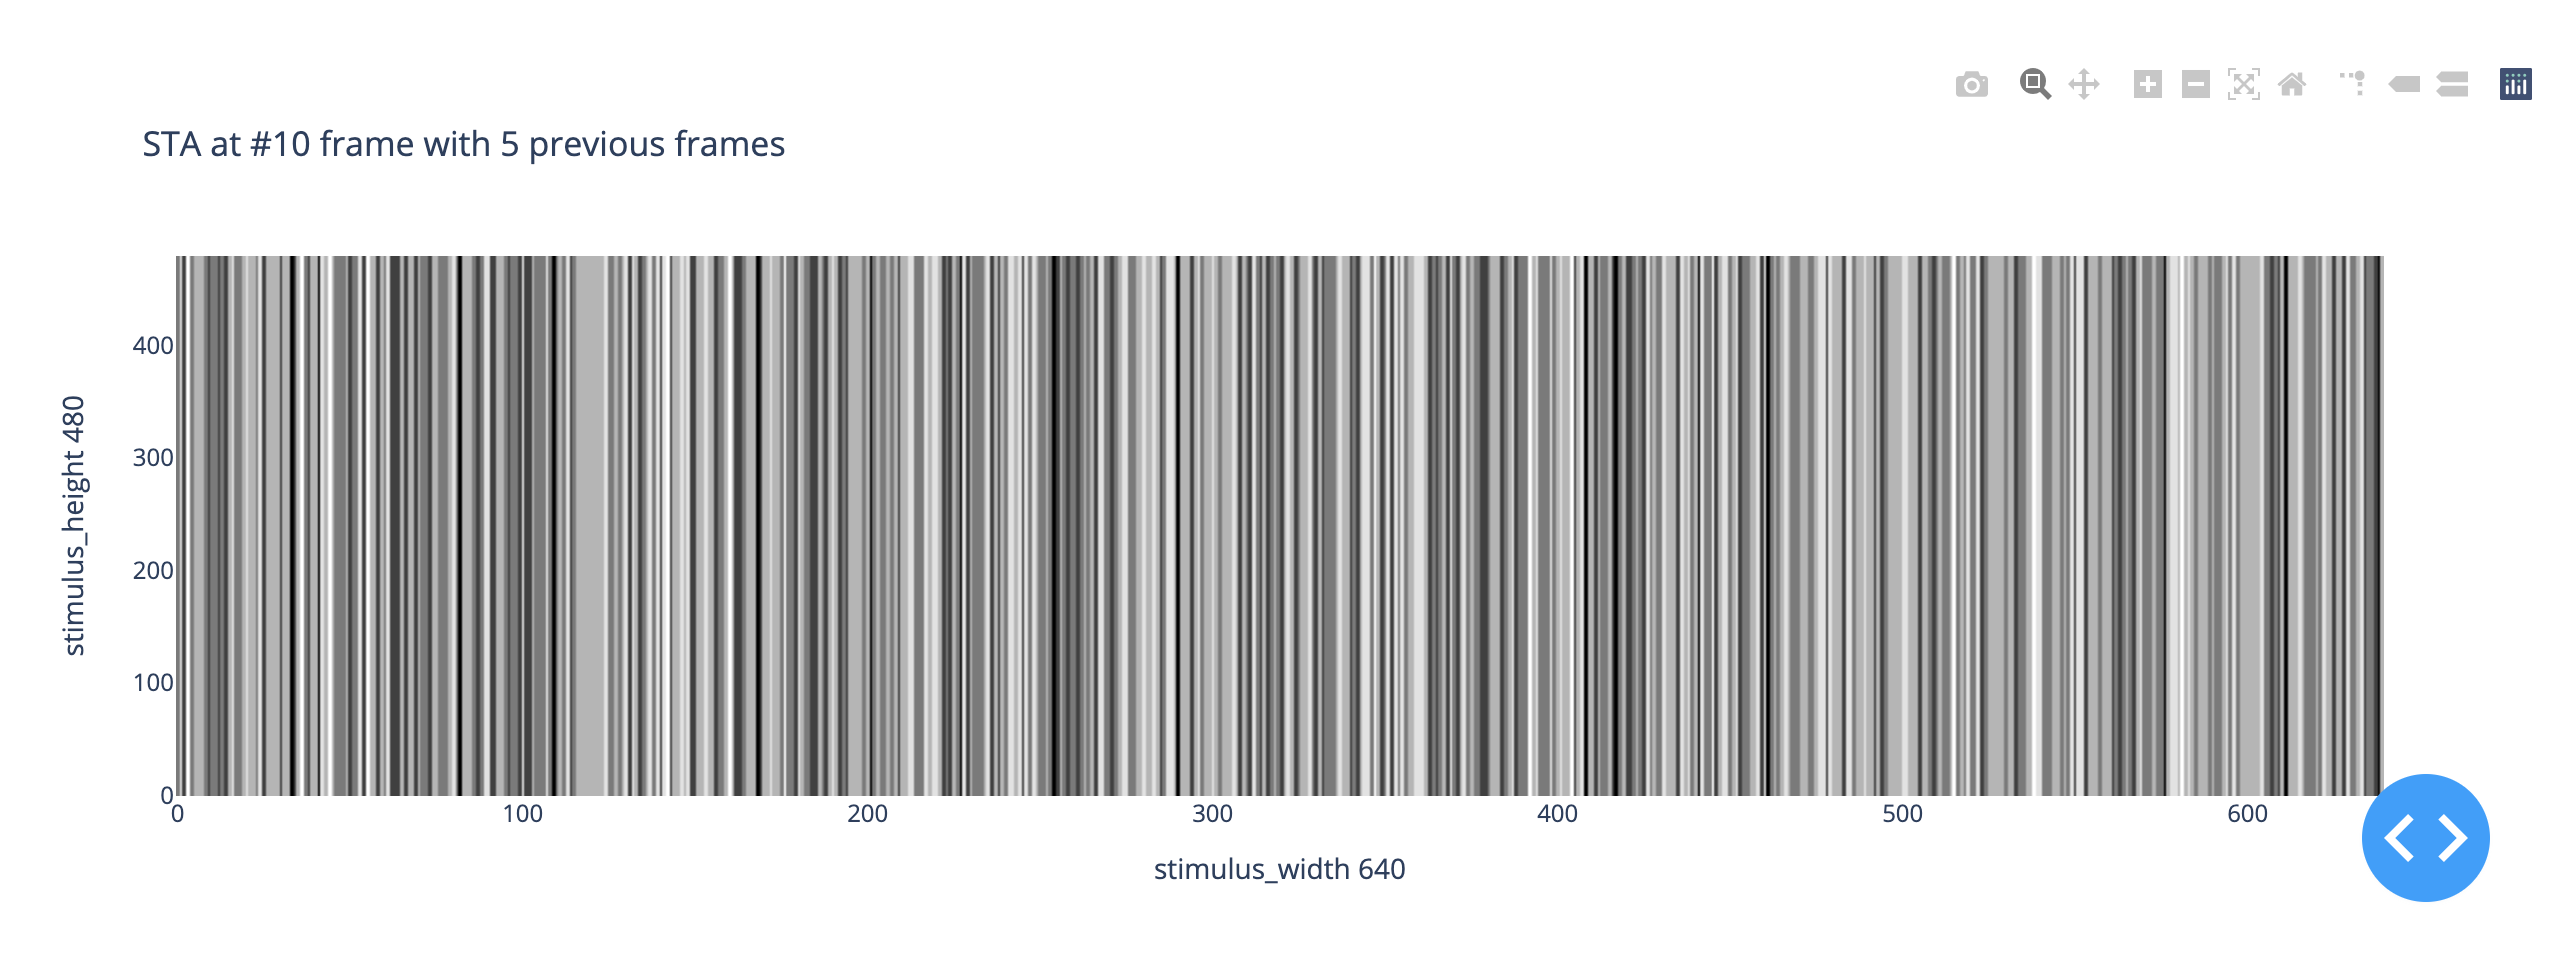 STA at #10 frame with 5 previous frames
400
300
200
100
0
stimulus_height 480
0 100 200 300 400 500 600
stimulus_width 640